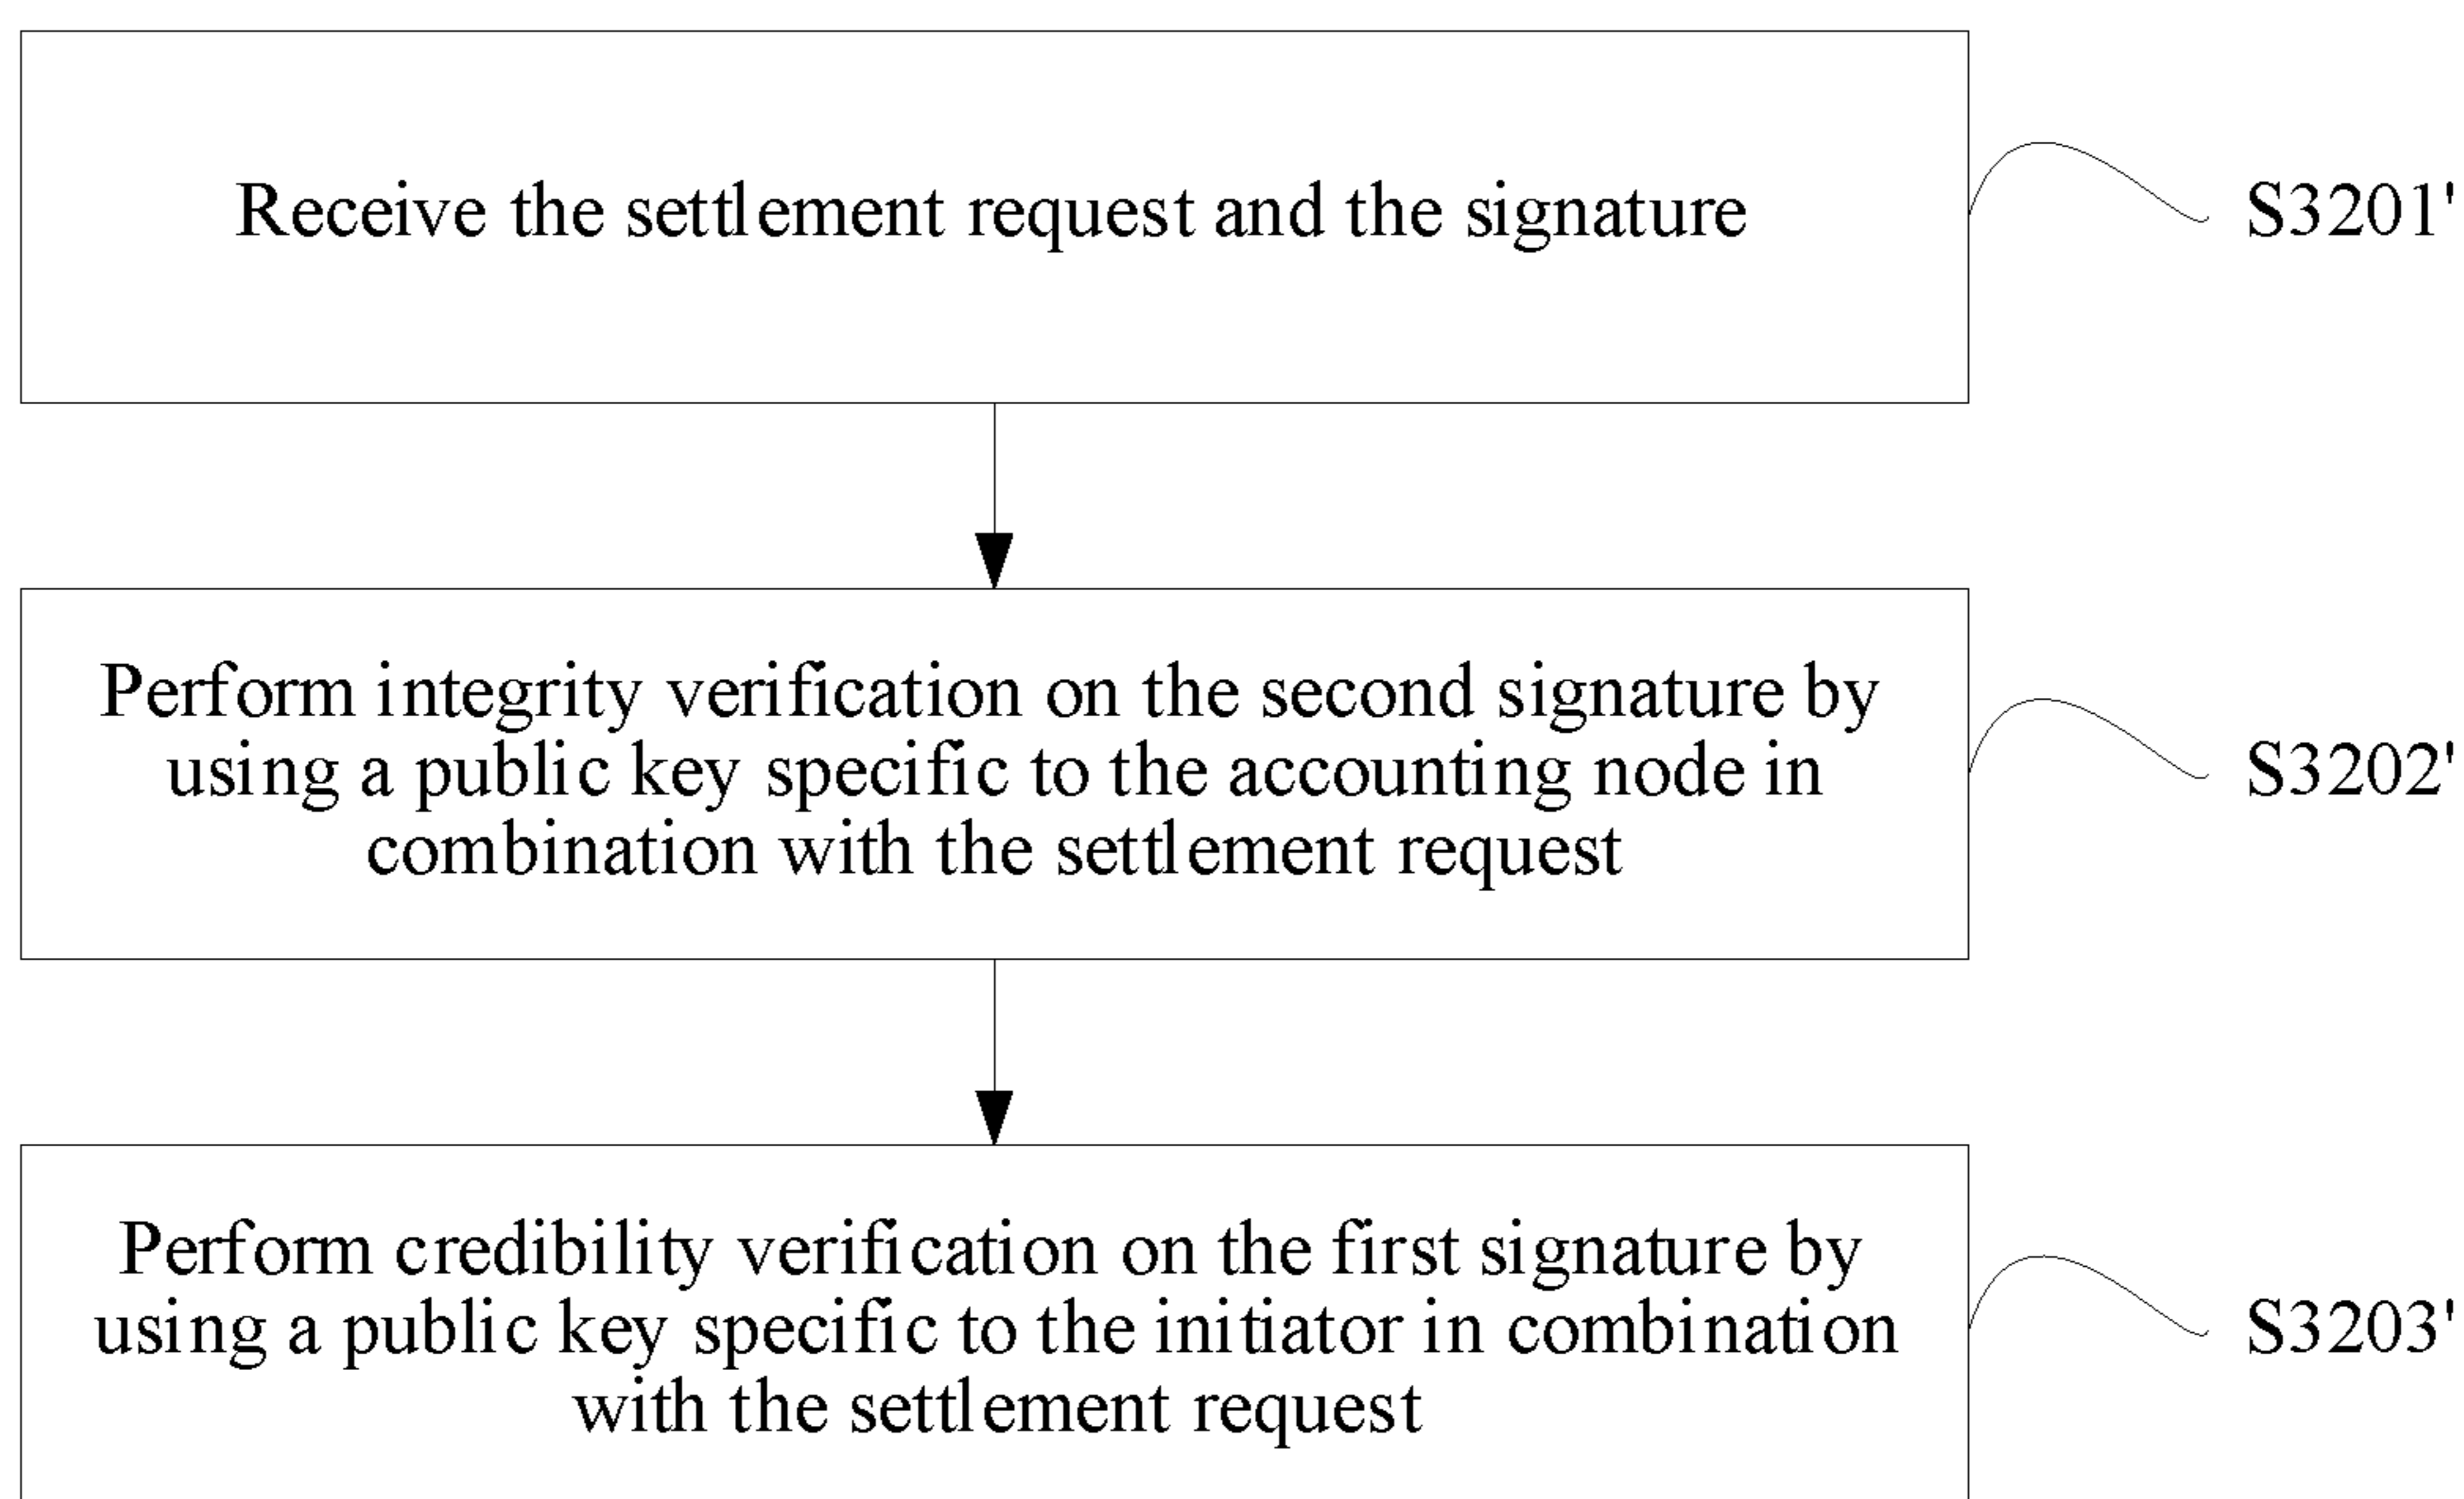 Receive the settlement request and the signature
S3201'
Perform integrity verification on the second signature by
using a public key specific to the accounting node in
combination with the settlement request
S3202'
Perform credibility verification on the first signature by
using a public key specific to the initiator in combination
with the settlement request
S3203'